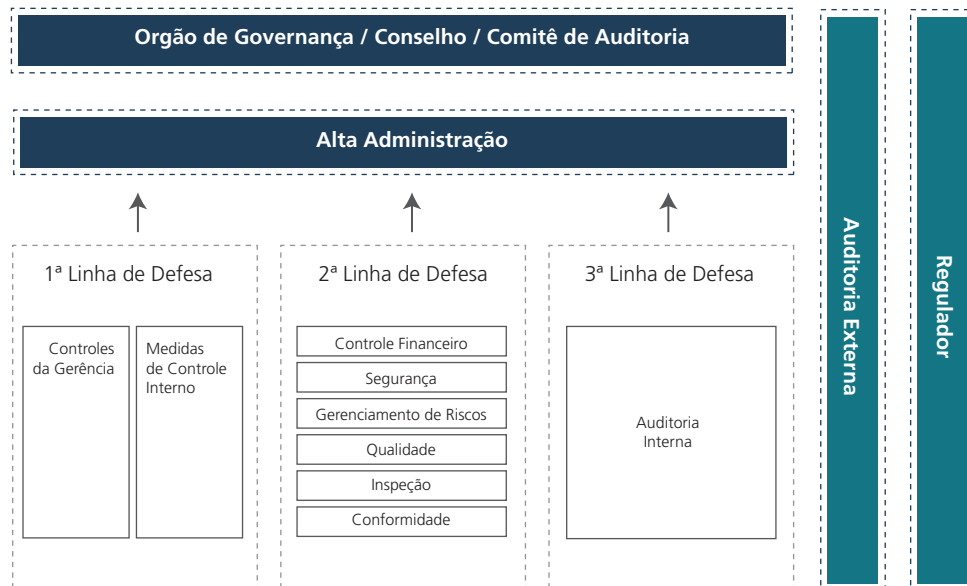 Orgão de Governança / Conselho / Comitê de Auditoria
Alta Administração
1ª Linha de Defesa
Controles
da Gerência
Medidas
de Controle
Interno
2ª Linha de Defesa
Controle Financeiro
Segurança
Gerenciamento de Riscos
Qualidade
Inspeção
Conformidade
3ª Linha de Defesa
Auditoria
Interna
Auditoria Externa
Regulador